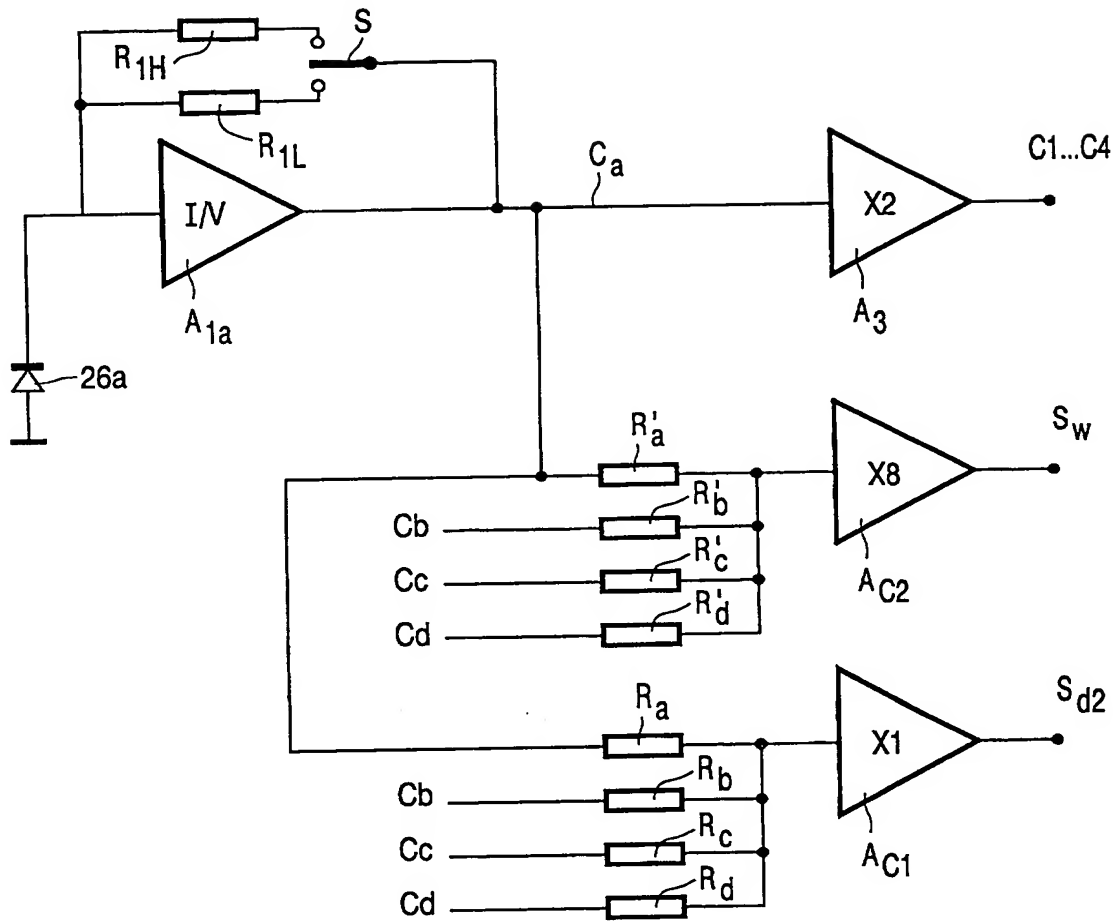 S
R1H
R1L
Ca
C1...C4
I/V
X2
A1a
A3
26a
Sw
R'a
X8
Cb
R'b
Cc
R'c
AC2
Cd
R'd
Sd2
Ra
X1
Cb
Rb
Cc
Rc
AC1
Cd
Rd